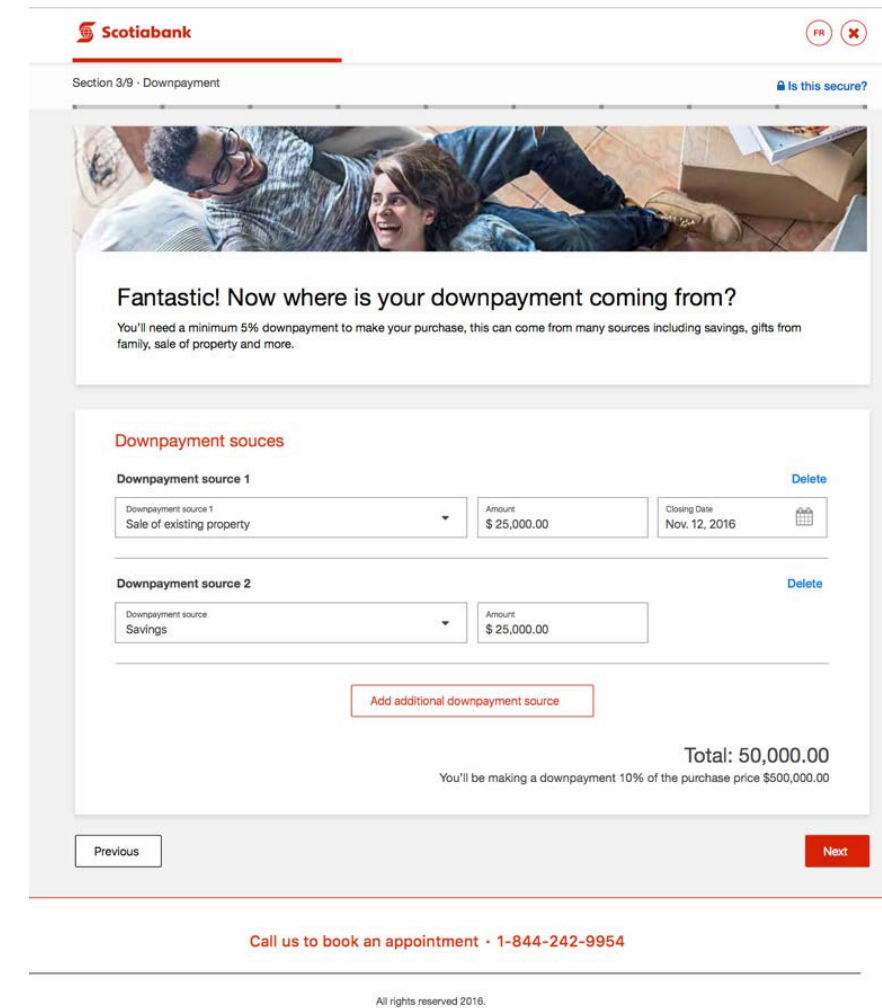 Scotiabank
FR
Section 3/9 · Downpayment
Is this secure?
Fantastic! Now where is your downpayment coming from?
You'll need a minimum 5% downpayment to make your purchase, this can come from many sources including savings, gifts from
family, sale of property and more.
Downpayment souces
Downpayment source 1
Delete
Downpayment source 1
Sale of existing property
Amount
$ 25,000.00
Closing Date
Nov. 12, 2016
Downpayment source 2
Delete
Downpayment source
Savings
Amount
$ 25,000.00
Add additional downpayment source
Total: 50,000.00
You'll be making a downpayment 10% of the purchase price $500,000.00
Previous
Next
Call us to book an appointment · 1-844-242-9954
All rights reserved 2016.